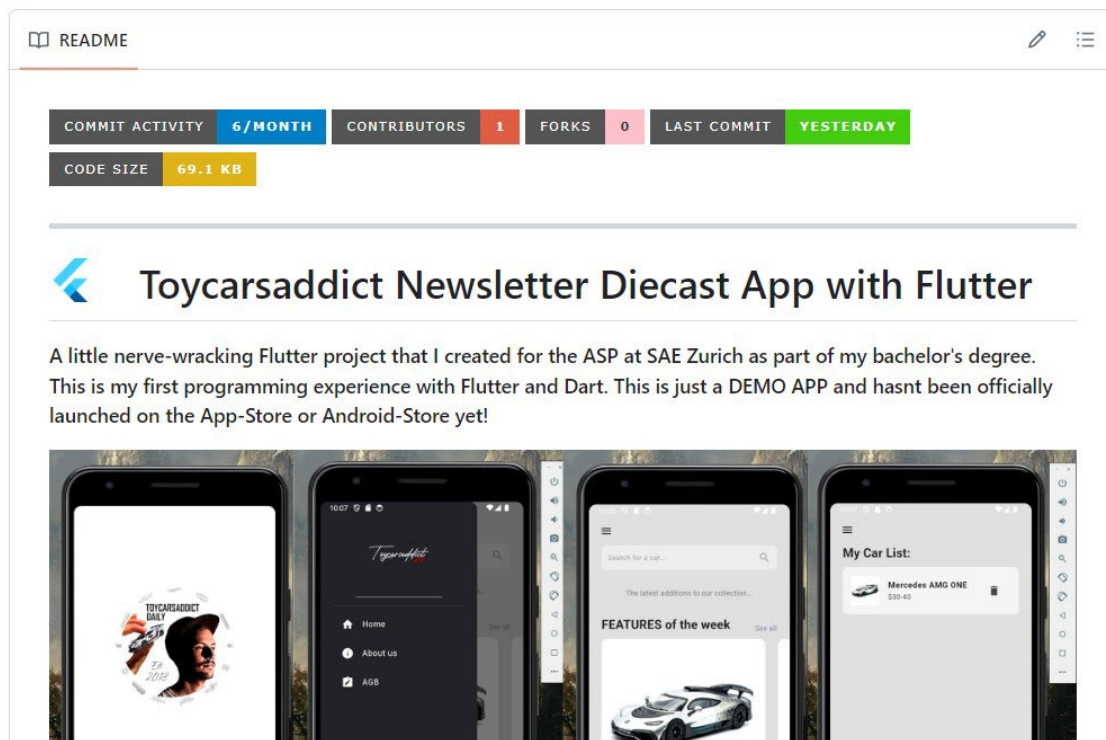 README
COMMIT ACTIVITY 6/MONTH CONTRIBUTORS 1 FORKS 0 LAST COMMIT YESTERDAY
CODE SIZE 69.1 KB
Toycarsaddict Newsletter Diecast App with Flutter
A little nerve-wracking Flutter project that I created for the ASP at SAE Zurich as part of my bachelor's degree.
This is my first programming experience with Flutter and Dart. This is just a DEMO APP and hasnt been officially
launched on the App-Store or Android-Store yet!
TOYCARSADDICT
DAILY
Est
2018
10:07
Toycarsaddict
Home
About us
AGB
See all
10:05
Search for a car...
The latest additions to our collection...
FEATURES of the week
See all
10:07
My Car List:
Mercedes AMG ONE
$30-40